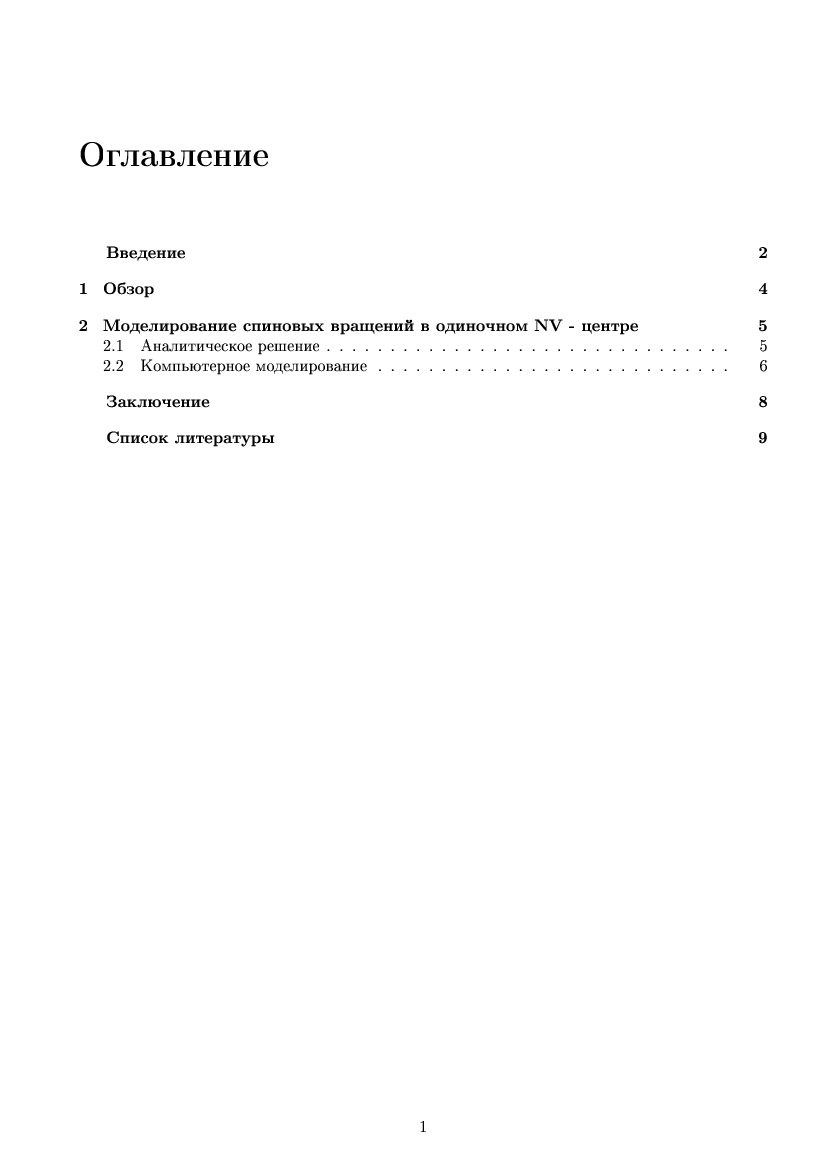 Оглавление
Введение 2
1 Обзор 4
2 Моделирование спиновых вращений в одиночном NV - центре 5
2.1 Аналитическое решение . . . . . . . . . . . . . . . . . . . . . . . . . . . . . . . . 5
2.2 Компьютерное моделирование . . . . . . . . . . . . . . . . . . . . . . . . . . . . 6
Заключение 8
Список литературы 9
1